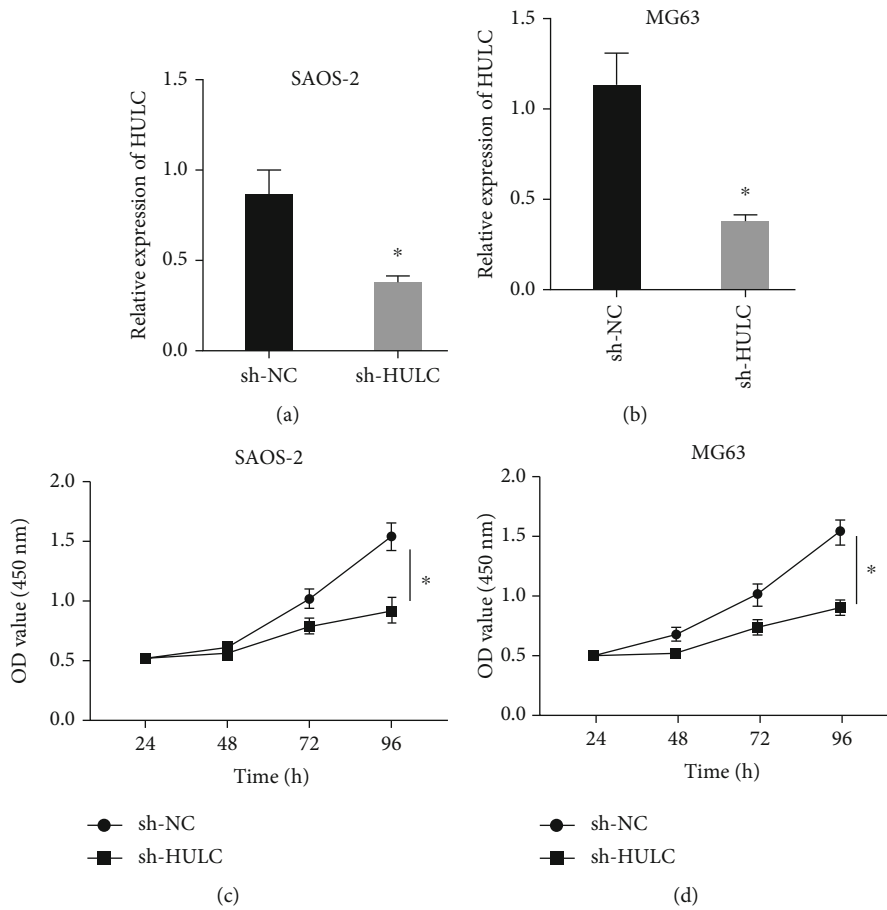 SAOS-2
Relative expression of HULC
1.5
1.0
0.5
0.0
*
sh-NC
sh-HULC
(a)
MG63
Relative expression of HULC
1.5
1.0
0.5
0.0
*
sh-NC
sh-HULC
(b)
SAOS-2
OD value (450 nm)
2.0
1.5
1.0
0.5
0.0
*
24 48 72 96
Time (h)
sh-NC
sh-HULC
(c)
MG63
OD value (450 nm)
2.0
1.5
1.0
0.5
0.0
*
24 48 72 96
Time (h)
sh-NC
sh-HULC
(d)